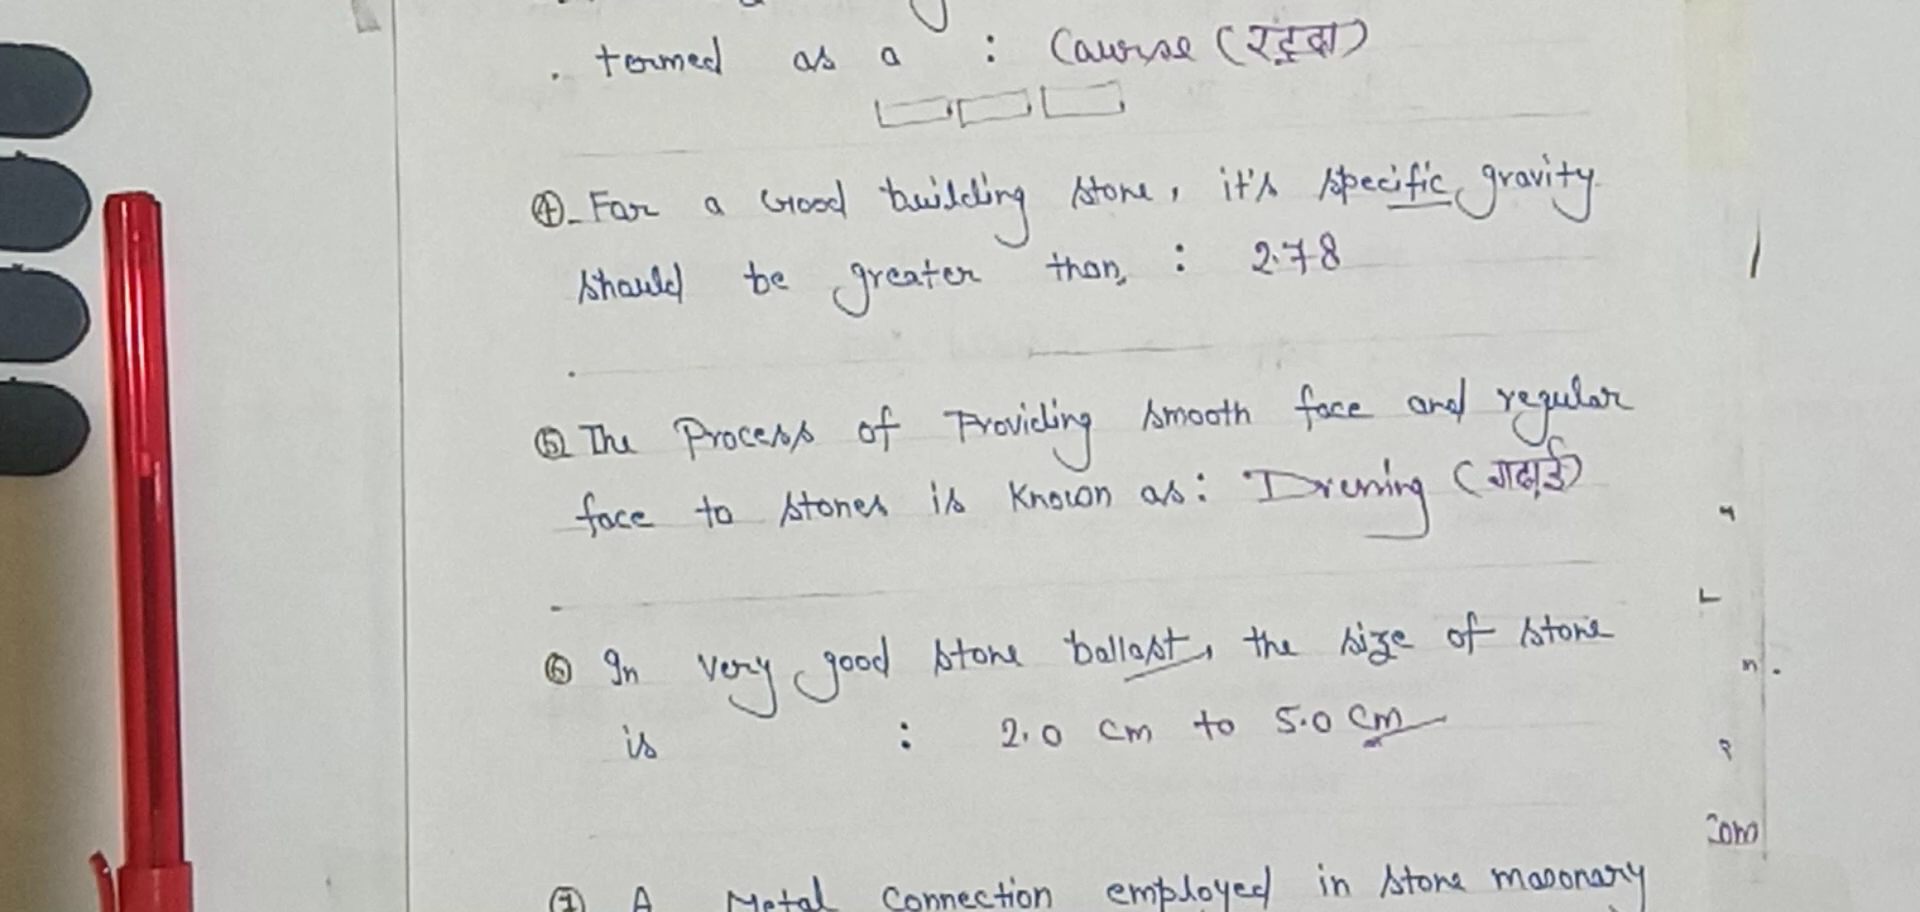 termed as a : Course (रद्दा)
④ For a Good building stone, it's specific gravity
should be greater than : 2.78
⑤ The Process of Providing smooth face and regular
face to stones is known as : Dressing (गढ़ाई)
⑥ In very good stone ballast, the size of stone
is : 2.0 cm to 5.0 cm
⑦ A Metal connection employed in stone masonary